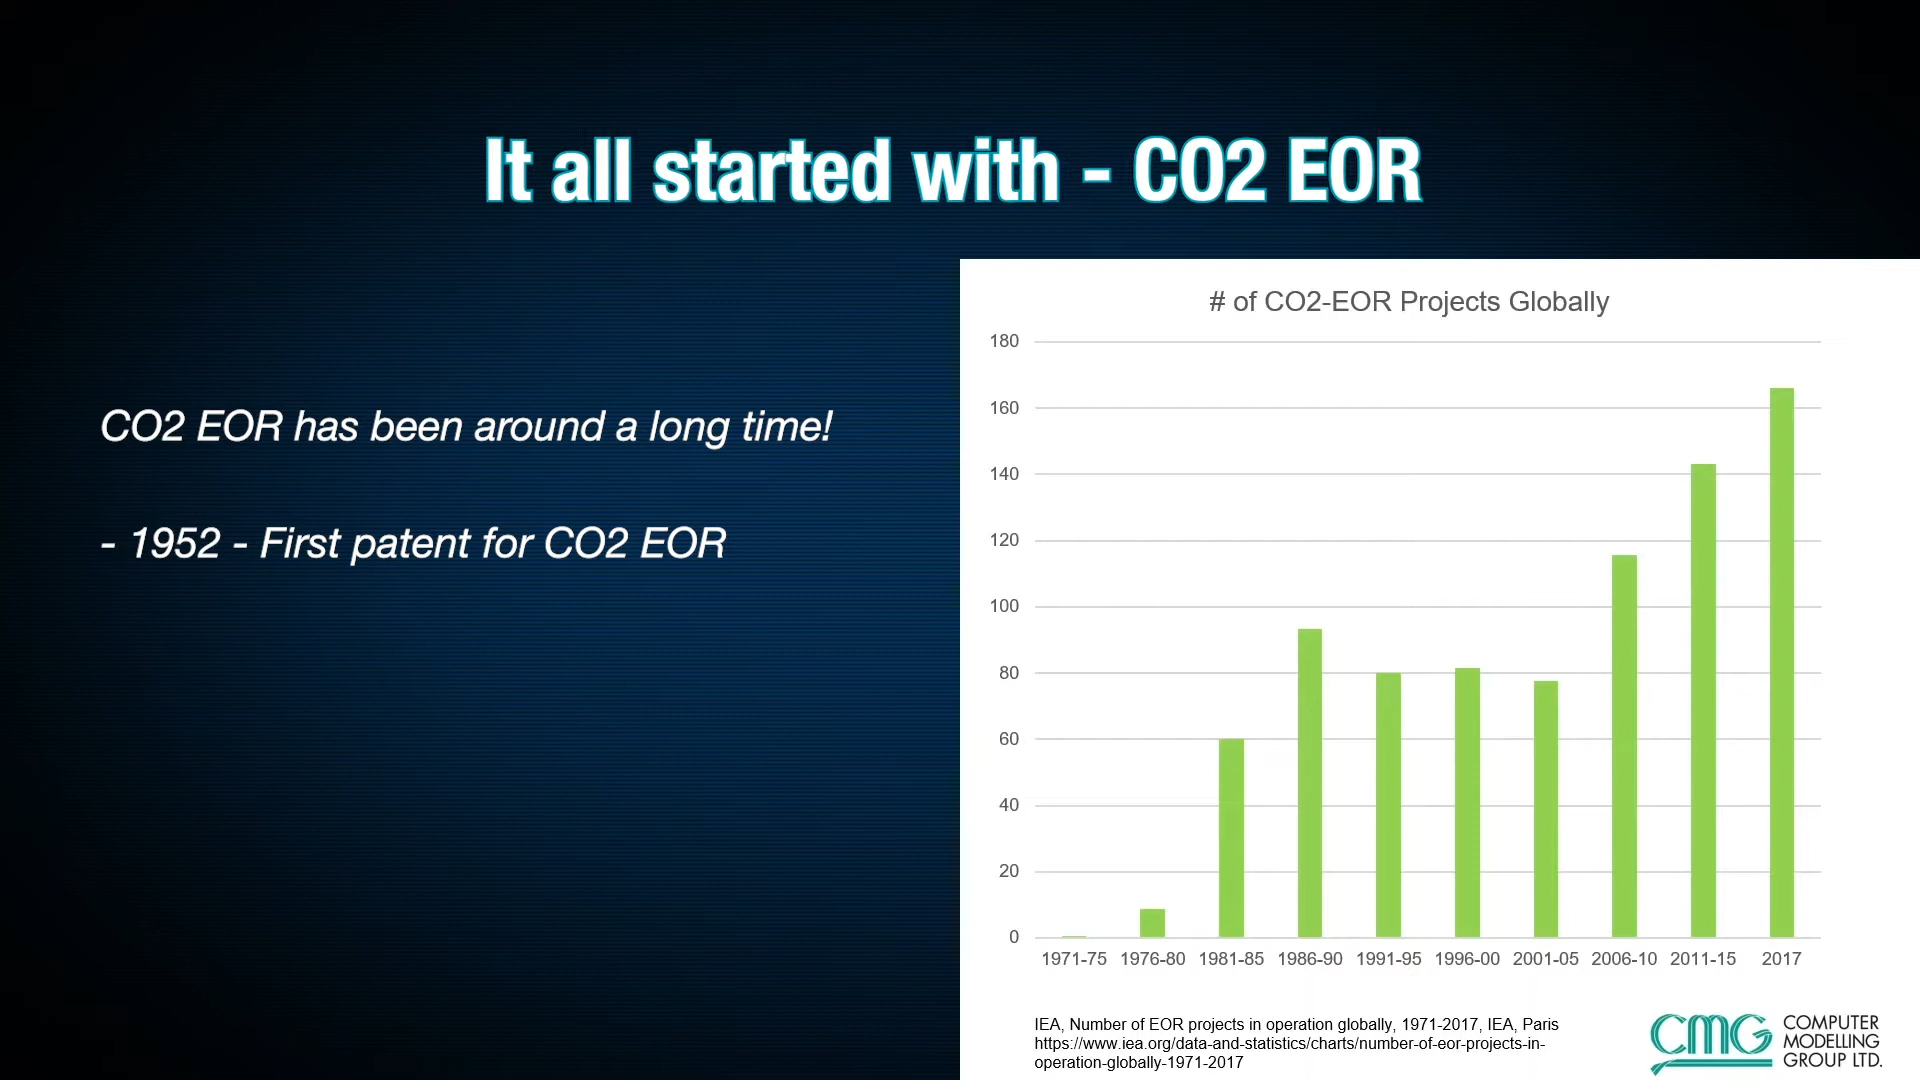 It all started with - CO2 EOR
CO2 EOR has been around a long time!
- 1952 - First patent for CO2 EOR
# of CO2-EOR Projects Globally
180
160
140
120
100
80
60
40
20
0
1971-75 1976-80 1981-85 1986-90 1991-95 1996-00 2001-05 2006-10 2011-15 2017
IEA, Number of EOR projects in operation globally, 1971-2017, IEA, Paris
https://www.iea.org/data-and-statistics/charts/number-of-eor-projects-in-
operation-globally-1971-2017
CMG
COMPUTER
MODELLING
GROUP LTD.